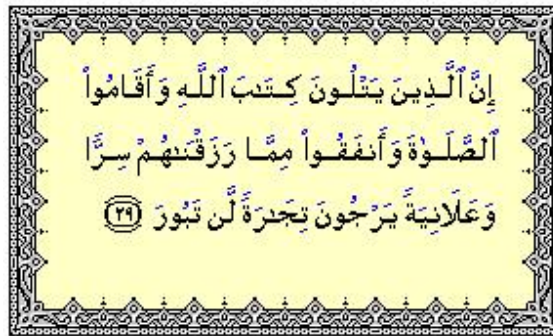 إِنَّ ٱلَّذِينَ يَتْلُونَ كِتَٰبَ ٱللَّهِ وَأَقَامُوا۟
ٱلصَّلَوٰةَ وَأَنفَقُوا۟ مِمَّا رَزَقْنَٰهُمْ سِرًّا
وَعَلَانِيَةً يَرْجُونَ تِجَٰرَةً لَّن تَبُورَ ٢٩